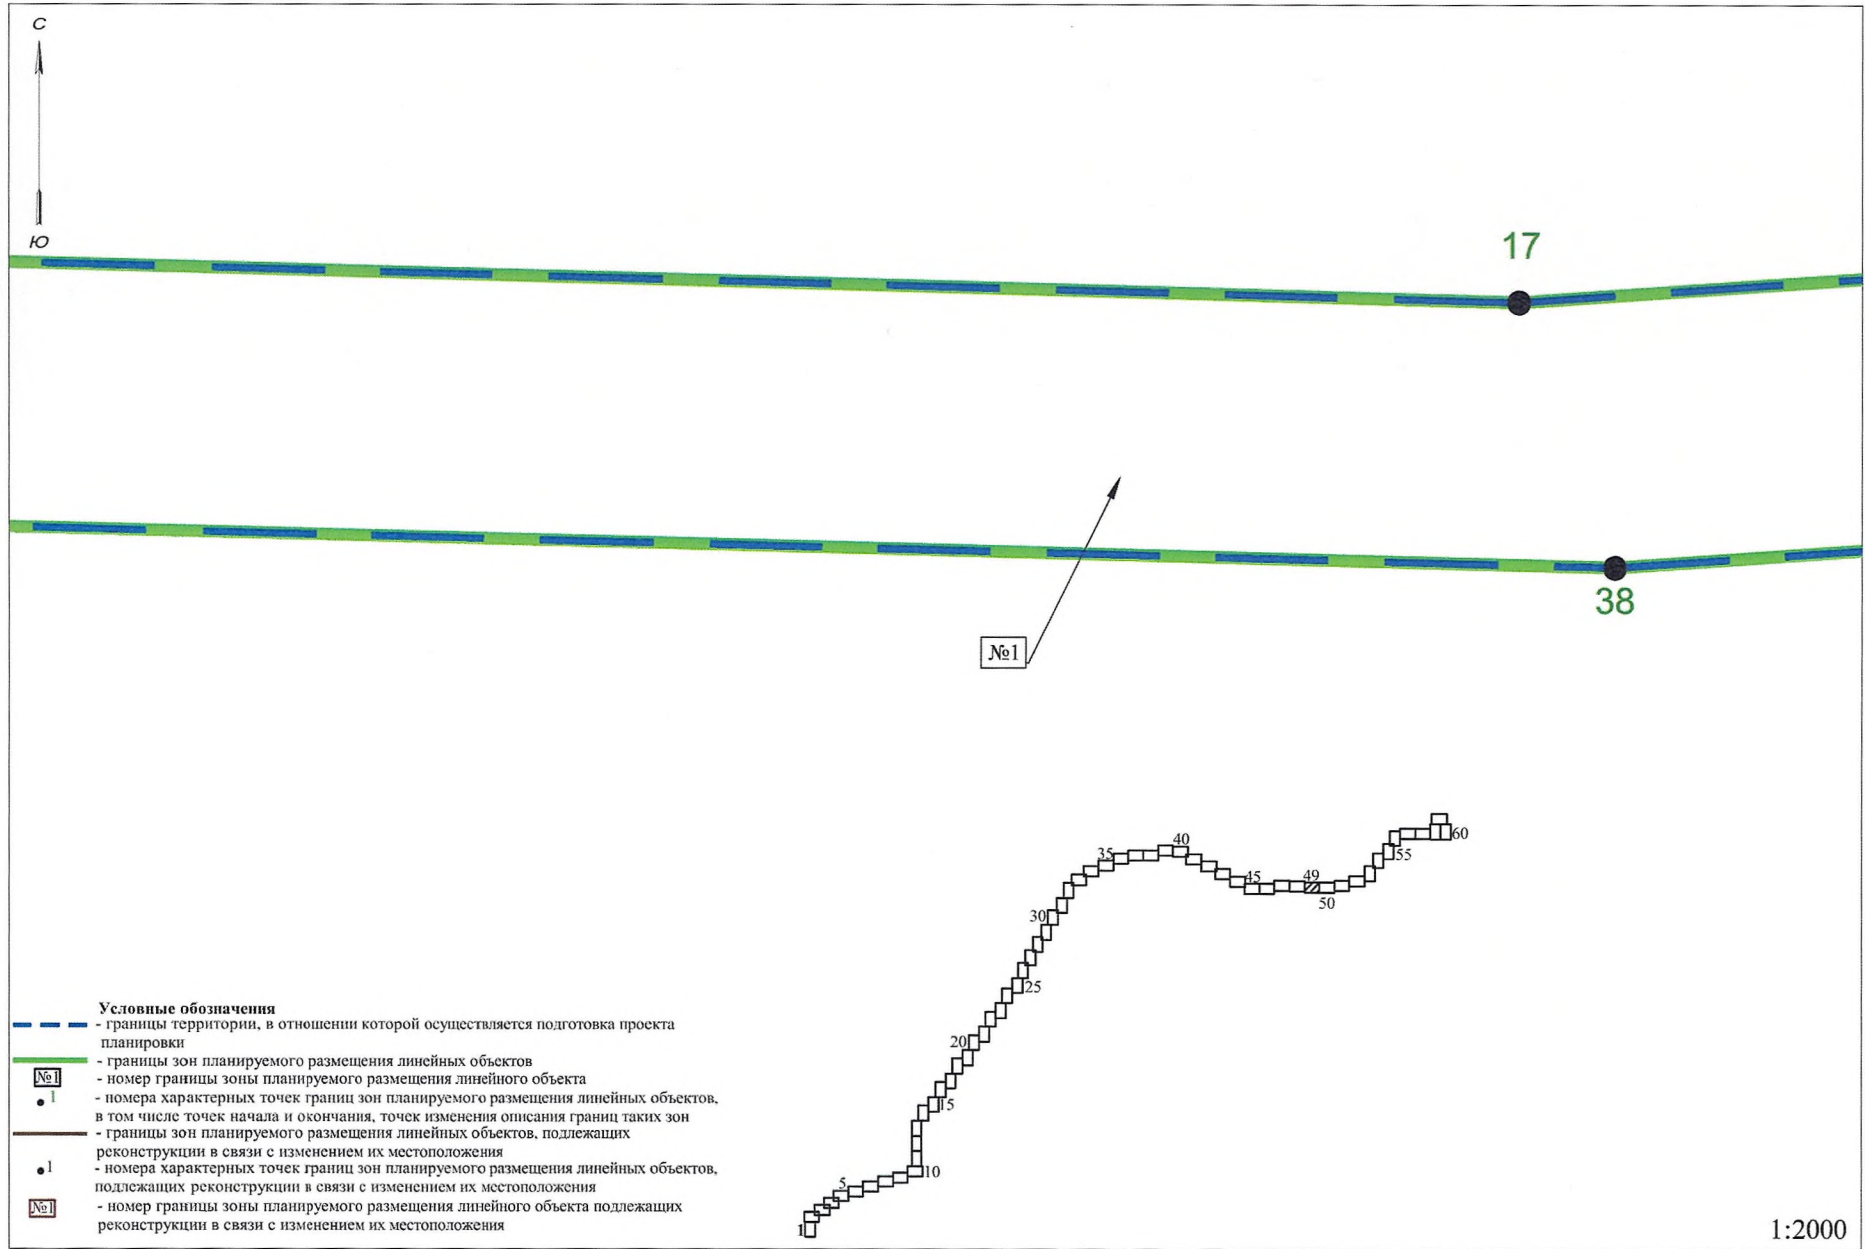 С
Ю
17
38
№1
40
35
60
55
45
49
50
30
25
20
15
10
5
1
Условные обозначения
- границы территории, в отношении которой осуществляется подготовка проекта
планировки
- границы зон планируемого размещения линейных объектов
№1 - номер границы зоны планируемого размещения линейного объекта
1 - номера характерных точек границ зон планируемого размещения линейных объектов,
в том числе точек начала и окончания, точек изменения описания границ таких зон
- границы зон планируемого размещения линейных объектов, подлежащих
реконструкции в связи с изменением их местоположения
1 - номера характерных точек границ зон планируемого размещения линейных объектов,
подлежащих реконструкции в связи с изменением их местоположения
№1 - номер границы зоны планируемого размещения линейного объекта подлежащих
реконструкции в связи с изменением их местоположения
1:2000